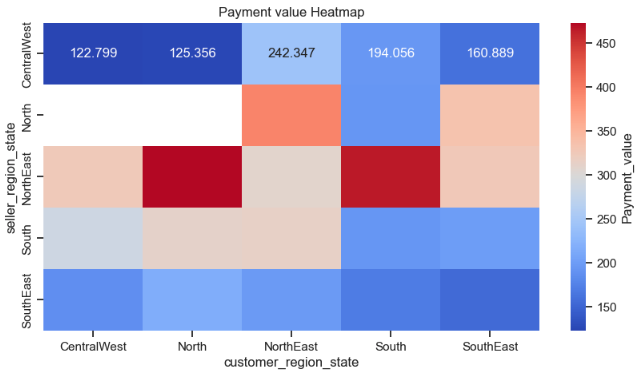 Payment value Heatmap
seller_region_state
CentralWest
North
NorthEast
South
SouthEast
122.799 125.356 242.347 194.056 160.889
CentralWest North NorthEast South SouthEast
customer_region_state
450
400
350
300
250
200
150
Payment_value